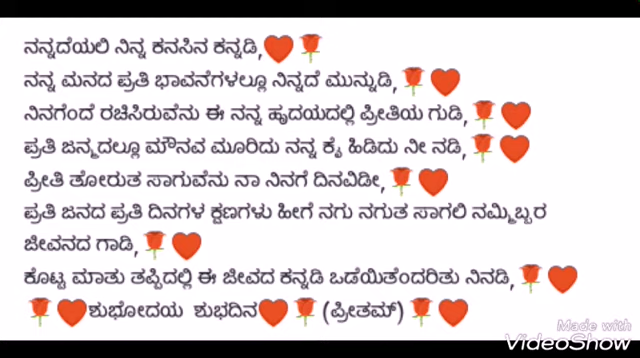 ನನ್ನದೆಯಲಿ ನಿನ್ನ ಕನಸಿನ ಕನ್ನಡಿ,❤️🌹
ನನ್ನ ಮನದ ಪ್ರತಿ ಭಾವನೆಗಳಲ್ಲೂ ನಿನ್ನದೆ ಮುನ್ನುಡಿ,🌹❤️
ನಿನಗೆಂದೆ ರಚಿಸಿರುವೆನು ಈ ನನ್ನ ಹೃದಯದಲ್ಲಿ ಪ್ರೀತಿಯ ಗುಡಿ,🌹❤️
ಪ್ರತಿ ಜನ್ಮದಲ್ಲೂ ಮೌನವ ಮೂರಿದು ನನ್ನ ಕೈ ಹಿಡಿದು ನೀ ನಡಿ,🌹❤️
ಪ್ರೀತಿ ತೋರುತ ಸಾಗುವೆನು ನಾ ನಿನಗೆ ದಿನವಿಡೀ,🌹❤️
ಪ್ರತಿ ಜನದ ಪ್ರತಿ ದಿನಗಳ ಕ್ಷಣಗಳು ಹೀಗೆ ನಗು ನಗುತ ಸಾಗಲಿ ನಮ್ಮಿಬ್ಬರ
ಜೀವನದ ಗಾಡಿ,🌹❤️
ಕೊಟ್ಟ ಮಾತು ತಪ್ಪಿದಲ್ಲಿ ಈ ಜೀವದ ಕನ್ನಡಿ ಒಡೆಯಿತೆಂದರಿತು ನಿನಡಿ,🌹❤️
🌹❤️ಶುಭೋದಯ ಶುಭದಿನ❤️🌹(ಪ್ರೀತಮ್)🌹❤️
Made with
VideoShow